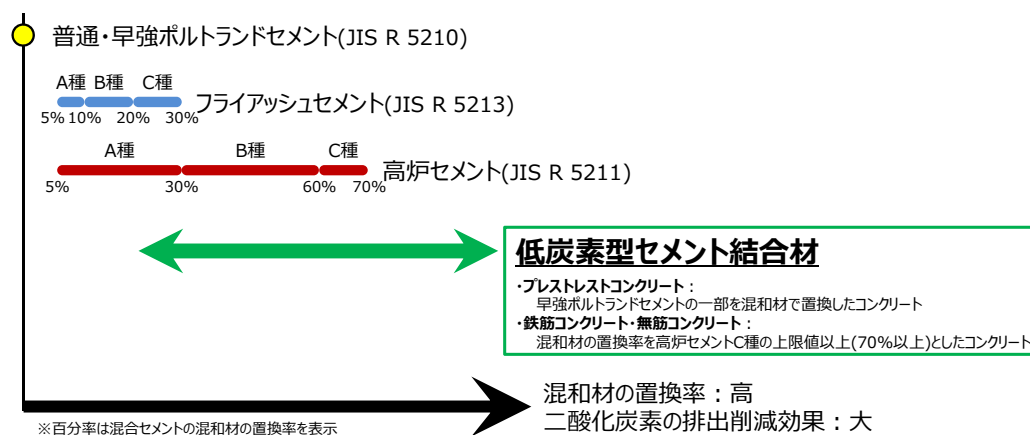 普通・早強ポルトランドセメント(JIS R 5210)
A種 B種 C種
フライアッシュセメント(JIS R 5213)
5% 10% 20% 30%
A種 B種 C種
高炉セメント(JIS R 5211)
5% 30% 60% 70%
低炭素型セメント結合材
・プレストレストコンクリート：
早強ポルトランドセメントの一部を混和材で置換したコンクリート
・鉄筋コンクリート・無筋コンクリート：
混和材の置換率を高炉セメントC種の上限値以上(70%以上)としたコンクリート
混和材の置換率：高
二酸化炭素の排出削減効果：大
※百分率は混合セメントの混和材の置換率を表示